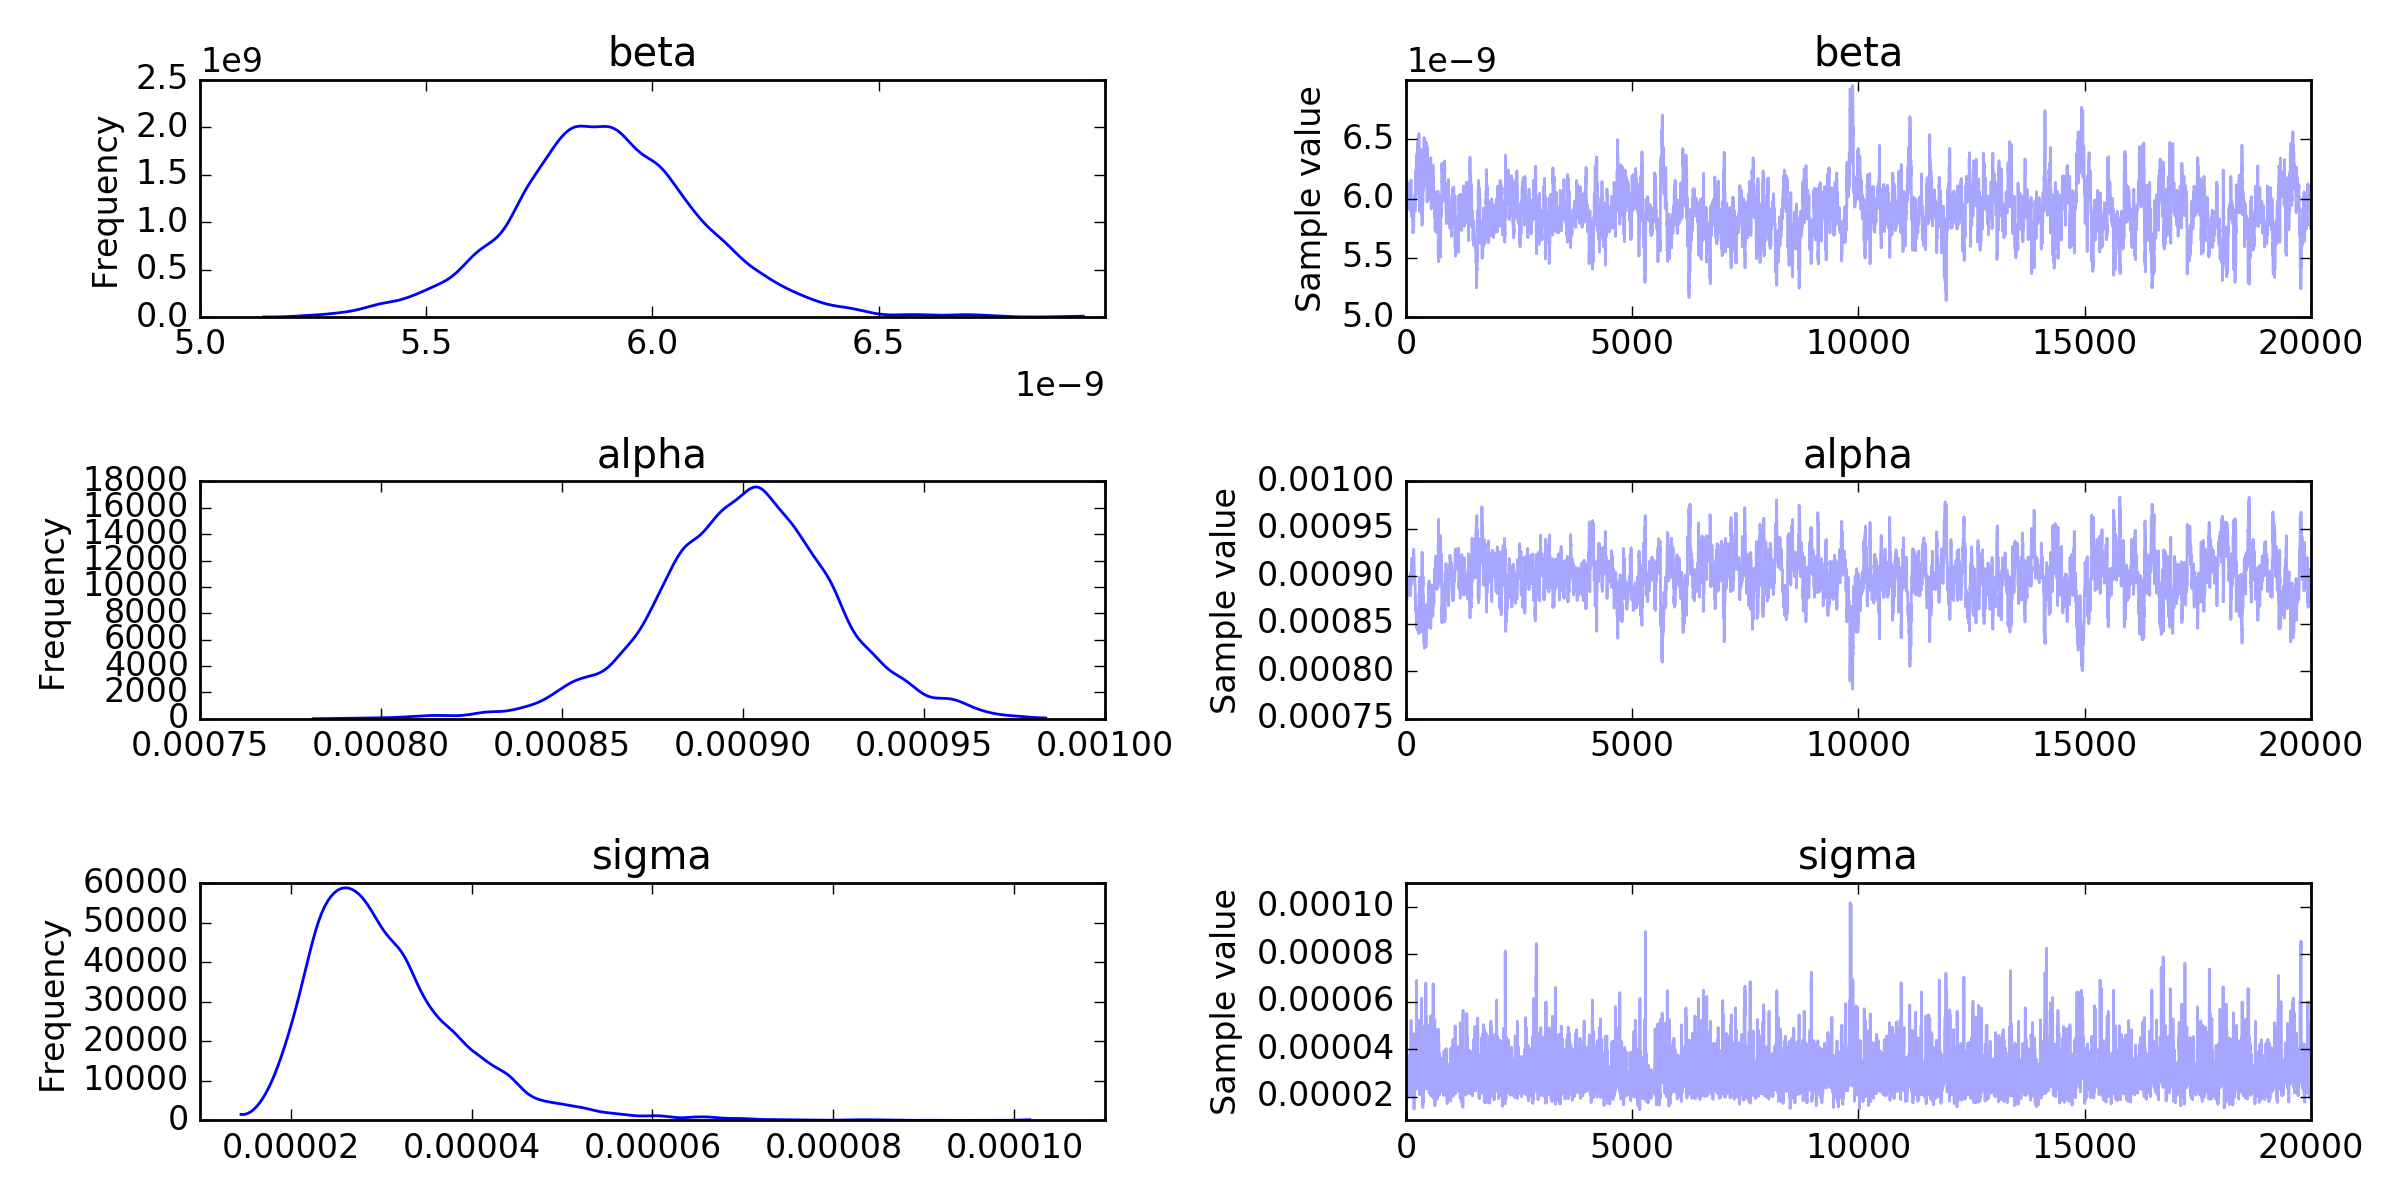 beta
1e9
2.5
2.0
1.5
1.0
0.5
0.0
Frequency
5.0 5.5 6.0 6.5
1e−9
beta
1e−9
6.5
6.0
5.5
5.0
Sample value
0 5000 10000 15000 20000
alpha
18000
16000
14000
12000
10000
8000
6000
4000
2000
0
Frequency
0.00075 0.00080 0.00085 0.00090 0.00095 0.00100
alpha
0.00100
0.00095
0.00090
0.00085
0.00080
0.00075
Sample value
0 5000 10000 15000 20000
sigma
60000
50000
40000
30000
20000
10000
0
Frequency
0.00002 0.00004 0.00006 0.00008 0.00010
sigma
0.00010
0.00008
0.00006
0.00004
0.00002
Sample value
0 5000 10000 15000 20000